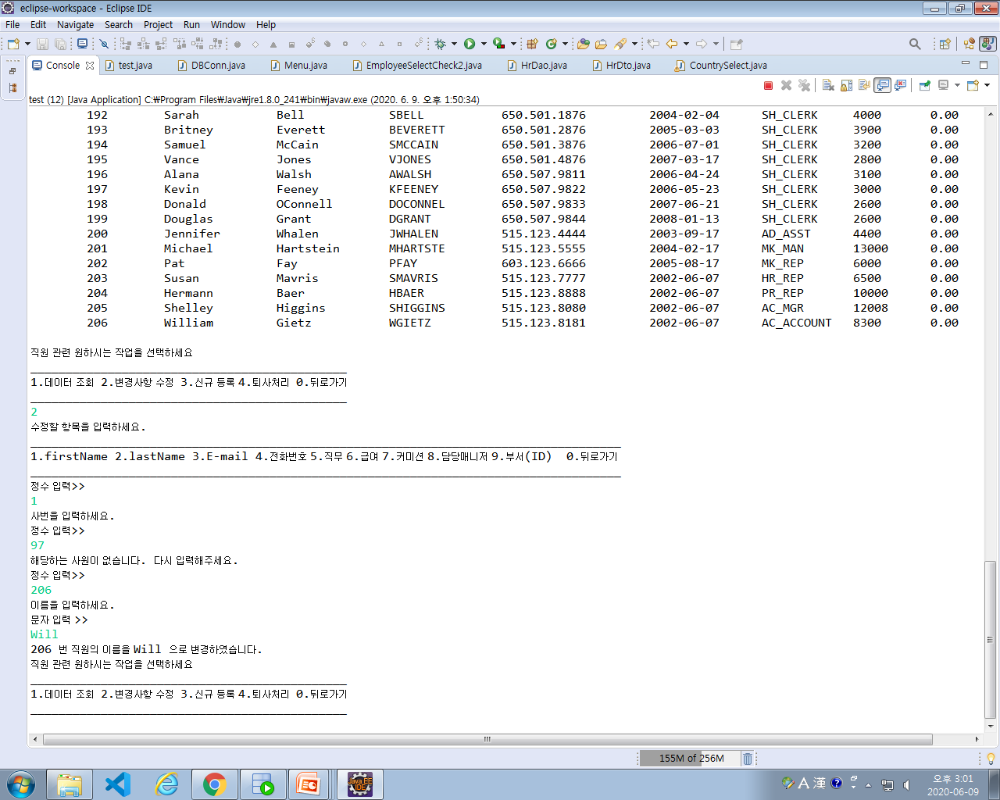 eclipse-workspace - Eclipse IDE
File Edit Navigate Search Project Run Window Help
Console test.java DBConn.java Menu.java EmployeeSelectCheck2.java HrDao.java HrDto.java CountrySelect.java
test (12) [Java Application] C:₩Program Files₩Java₩jre1.8.0_241₩bin₩javaw.exe (2020. 6. 9. 오후 1:50:34)
192 Sarah Bell SBELL 650.501.1876 2004-02-04 SH_CLERK 4000 0.00
193 Britney Everett BEVERETT 650.501.2876 2005-03-03 SH_CLERK 3900 0.00
194 Samuel McCain SMCCAIN 650.501.3876 2006-07-01 SH_CLERK 3200 0.00
195 Vance Jones VJONES 650.501.4876 2007-03-17 SH_CLERK 2800 0.00
196 Alana Walsh AWALSH 650.507.9811 2006-04-24 SH_CLERK 3100 0.00
197 Kevin Feeney KFEENEY 650.507.9822 2006-05-23 SH_CLERK 3000 0.00
198 Donald OConnell DOCONNEL 650.507.9833 2007-06-21 SH_CLERK 2600 0.00
199 Douglas Grant DGRANT 650.507.9844 2008-01-13 SH_CLERK 2600 0.00
200 Jennifer Whalen JWHALEN 515.123.4444 2003-09-17 AD_ASST 4400 0.00
201 Michael Hartstein MHARTSTE 515.123.5555 2004-02-17 MK_MAN 13000 0.00
202 Pat Fay PFAY 603.123.6666 2005-08-17 MK_REP 6000 0.00
203 Susan Mavris SMAVRIS 515.123.7777 2002-06-07 HR_REP 6500 0.00
204 Hermann Baer HBAER 515.123.8888 2002-06-07 PR_REP 10000 0.00
205 Shelley Higgins SHIGGINS 515.123.8080 2002-06-07 AC_MGR 12008 0.00
206 William Gietz WGIETZ 515.123.8181 2002-06-07 AC_ACCOUNT 8300 0.00
직원 관련 원하시는 작업을 선택하세요
1.데이터 조회 2.변경사항 수정 3.신규 등록 4.퇴사처리 0.뒤로가기
2
수정할 항목을 입력하세요.
1.firstName 2.lastName 3.E-mail 4.전화번호 5.직무 6.급여 7.커미션 8.담당매니저 9.부서(ID) 0.뒤로가기
정수 입력>>
1
사번을 입력하세요.
정수 입력>>
97
해당하는 사원이 없습니다. 다시 입력해주세요.
정수 입력>>
206
이름을 입력하세요.
문자 입력 >>
Will
206 번 직원의 이름을 Will 으로 변경하였습니다.
직원 관련 원하시는 작업을 선택하세요
1.데이터 조회 2.변경사항 수정 3.신규 등록 4.퇴사처리 0.뒤로가기
155M of 256M
Java EE IDE
A 漢
오후 3:01
2020-06-09